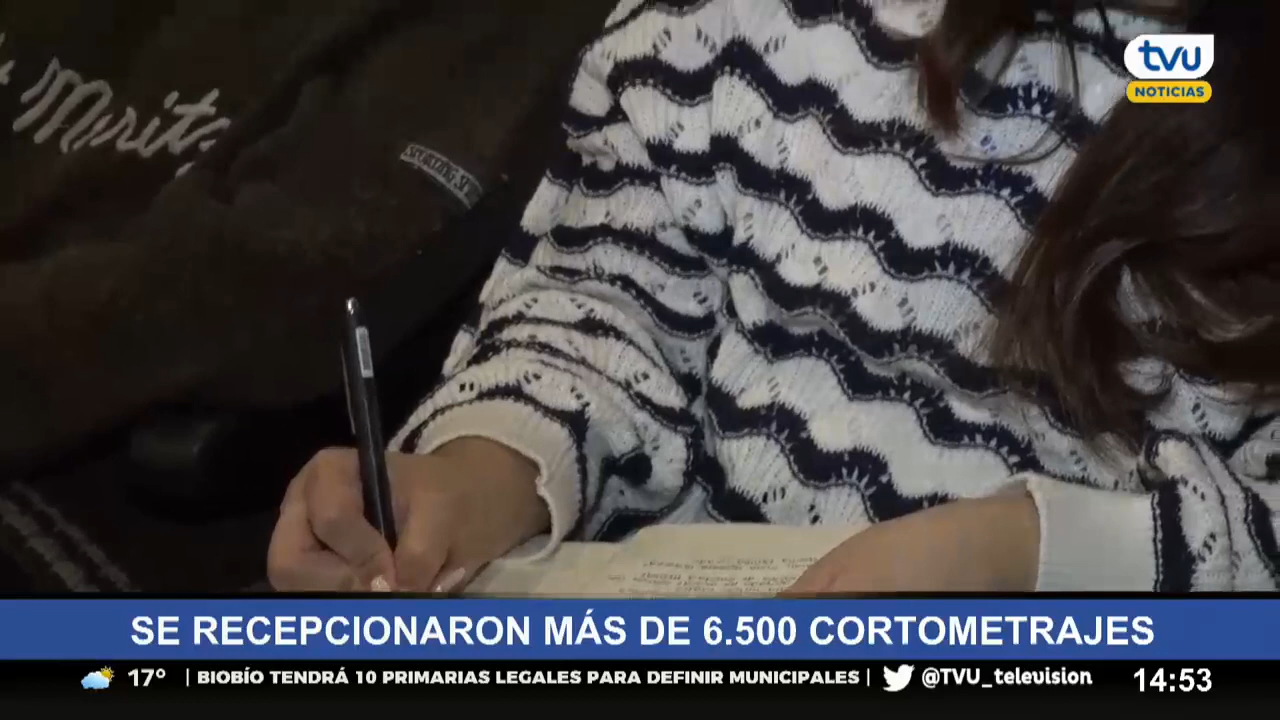 tvu
NOTICIAS
SPORTING
SE RECEPCIONARON MÁS DE 6.500 CORTOMETRAJES
17° | BIOBÍO TENDRÁ 10 PRIMARIAS LEGALES PARA DEFINIR MUNICIPALES | @TVU_television 14:53